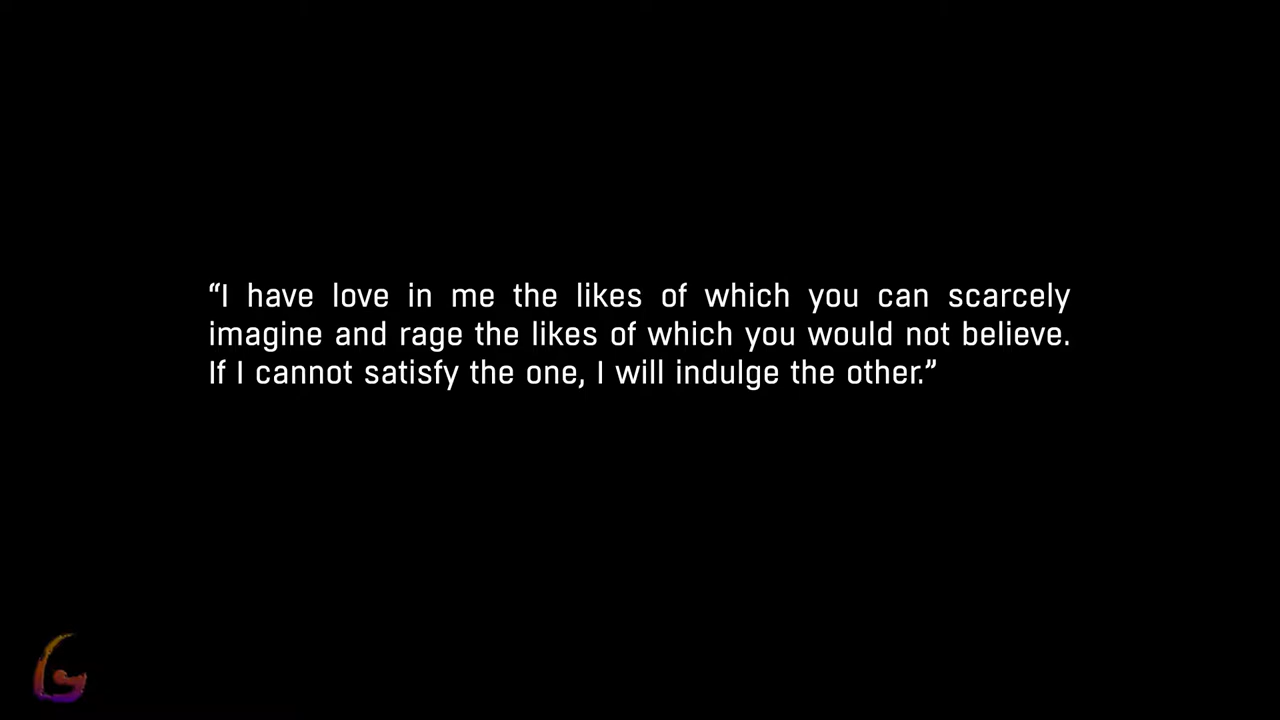 “I have love in me the likes of which you can scarcely
imagine and rage the likes of which you would not believe.
If I cannot satisfy the one, I will indulge the other.”